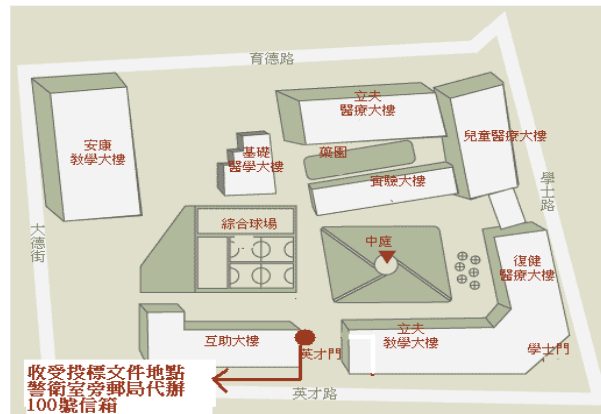 育德路
立夫
醫療大樓
兒童醫療大樓
安康
教學大樓
基礎
醫學大樓
藥園
實驗大樓
學士路
大德街
綜合球場
中庭
復健
醫療大樓
互助大樓
英才門
立夫
教學大樓
學士門
收受投標文件地點
警衛室旁郵局代辦
100號信箱
英才路